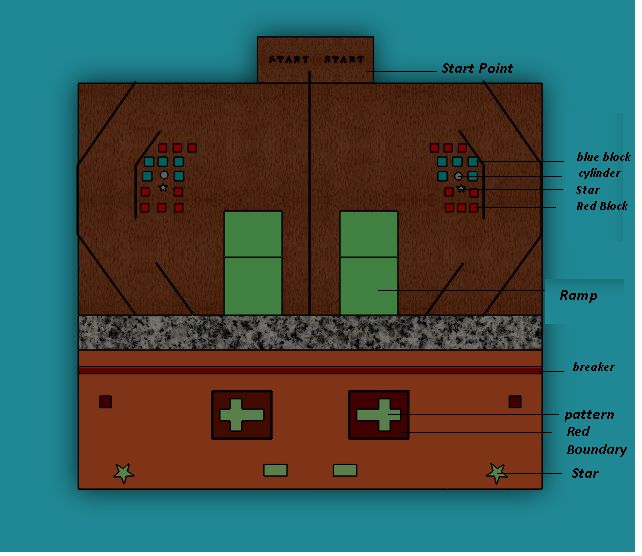 START START
Start Point
blue block
cylinder
Star
Red Block
Ramp
breaker
pattern
Red
Boundary
Star